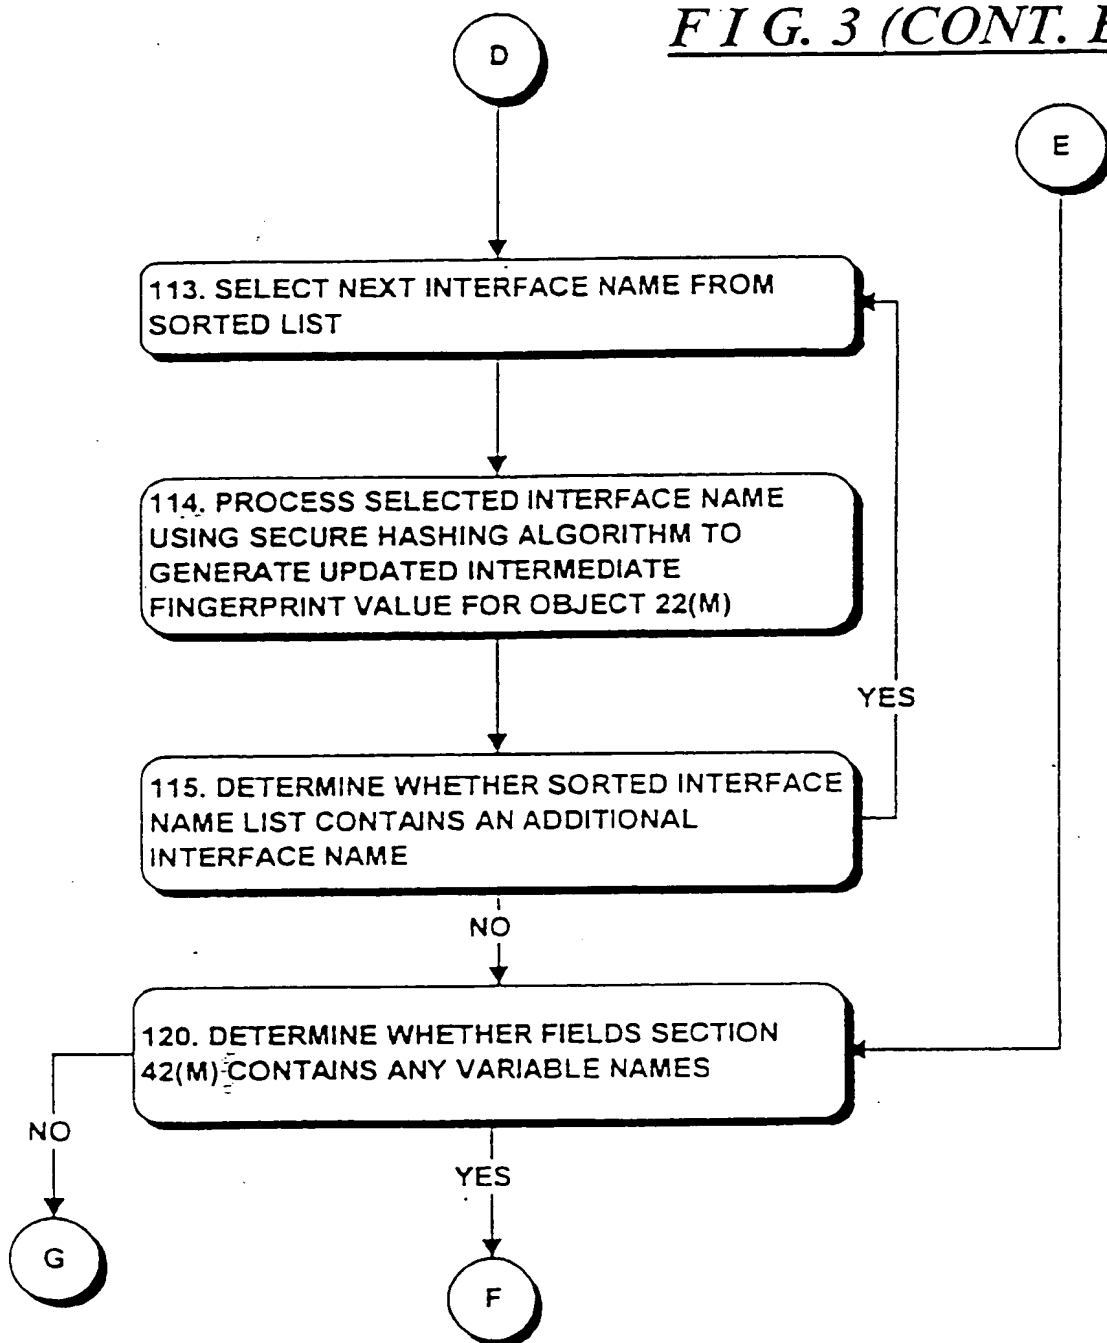 F I G. 3 (CONT. B
D
E
113. SELECT NEXT INTERFACE NAME FROM
SORTED LIST
114. PROCESS SELECTED INTERFACE NAME
USING SECURE HASHING ALGORITHM TO
GENERATE UPDATED INTERMEDIATE
FINGERPRINT VALUE FOR OBJECT 22(M)
YES
115. DETERMINE WHETHER SORTED INTERFACE
NAME LIST CONTAINS AN ADDITIONAL
INTERFACE NAME
NO
120. DETERMINE WHETHER FIELDS SECTION
42(M) CONTAINS ANY VARIABLE NAMES
NO
YES
G
F